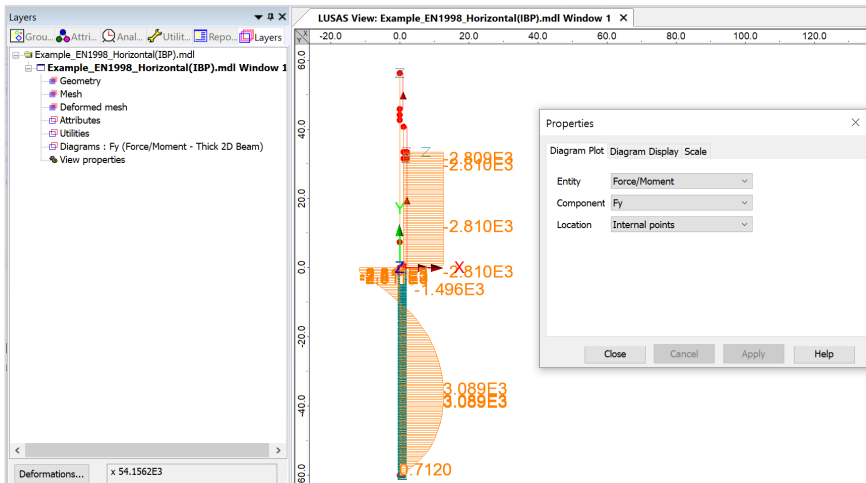 Layers
Grou... Attri... Anal... Utilit... Repo... Layers
Example_EN1998_Horizontal(IBP).mdl
Example_EN1998_Horizontal(IBP).mdl Window 1
Geometry
Mesh
Deformed mesh
Attributes
Utilities
Diagrams : Fy (Force/Moment - Thick 2D Beam)
View properties
Deformations...
x 54.1562E3
LUSAS View: Example_EN1998_Horizontal(IBP).mdl Window 1
X
Y
-20.0 0.0 20.0 40.0 60.0 80.0 100.0 120.0
60.0
40.0
20.0
0.0
-20.0
-40.0
-60.0
-2.809E3
-2.810E3
-2.810E3
-2.810E3
-1.496E3
3.089E3
3.089E3
0.7120
Y
Z
X
Properties
Diagram Plot Diagram Display Scale
Entity Force/Moment
Component Fy
Location Internal points
Close Cancel Apply Help